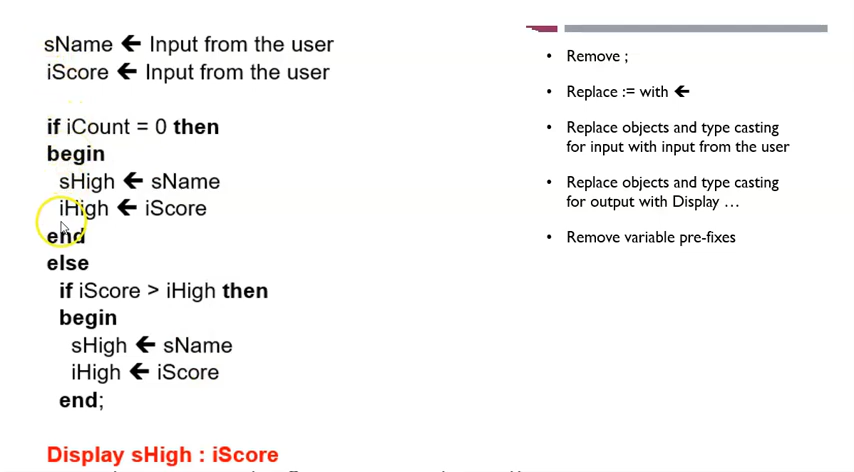 sName 🡸 Input from the user
iScore 🡸 Input from the user
if iCount = 0 then
begin
sHigh 🡸 sName
iHigh 🡸 iScore
end
else
if iScore > iHigh then
begin
sHigh 🡸 sName
iHigh 🡸 iScore
end;
Display sHigh : iScore
• Remove ;
• Replace := with 🡸
• Replace objects and type casting
for input with input from the user
• Replace objects and type casting
for output with Display …
• Remove variable pre-fixes